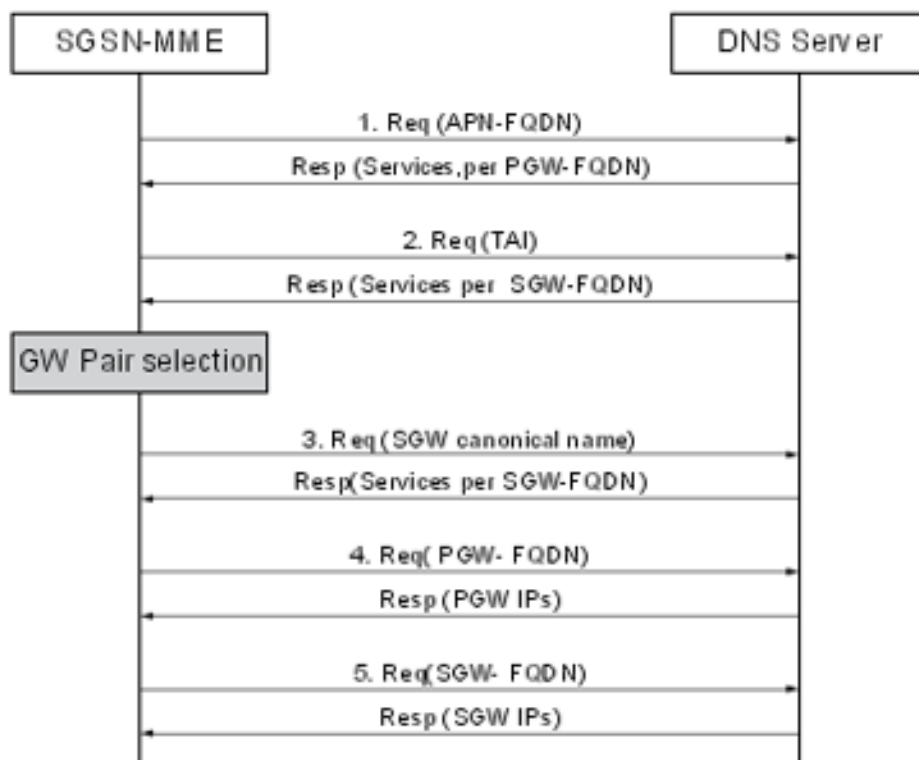 SGSN-MME
DNS Server
1. Req (APN-FQDN)
Resp (Services,per PGW-FQDN)
2. Req (TAI)
Resp (Services per SGW-FQDN)
GW Pair selection
3. Req (SGW canonical name)
Resp(Services per SGW-FQDN)
4. Req( PGW- FQDN)
Resp (PGW IPs)
5. Req(SGW- FQDN)
Resp (SGW IPs)